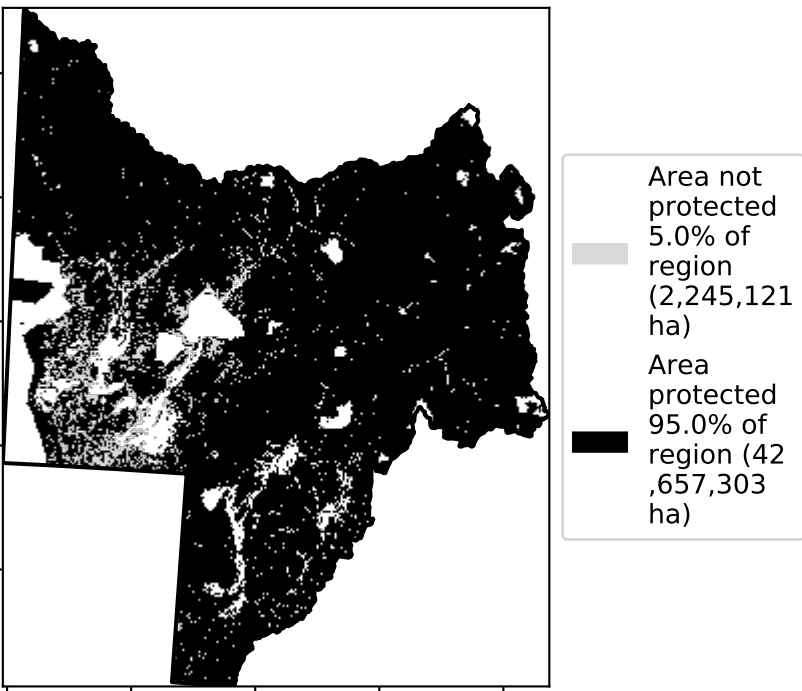 Area not
protected
5.0% of
region
(2,245,121
ha)
Area
protected
95.0% of
region (42
,657,303
ha)